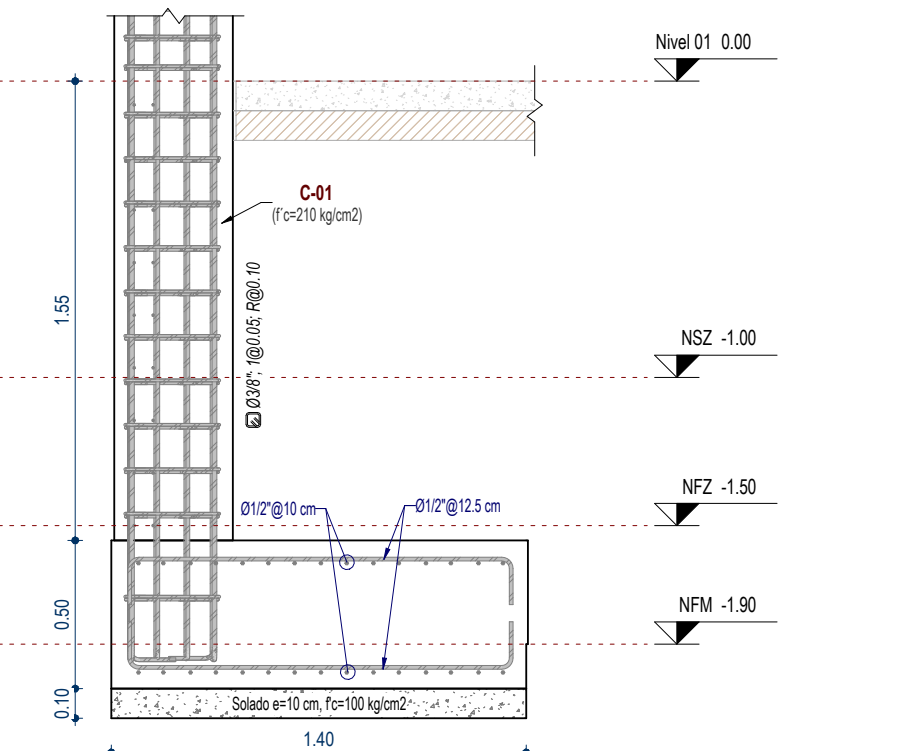 Nivel 01 0.00
C-01
(f´c=210 kg/cm2)
Ø3/8"; 1@0.05; R@0.10
1.55
NSZ -1.00
NFZ -1.50
Ø1/2"@10 cm
Ø1/2"@12.5 cm
0.50
NFM -1.90
0.10
Solado e=10 cm, f'c=100 kg/cm2
1.40